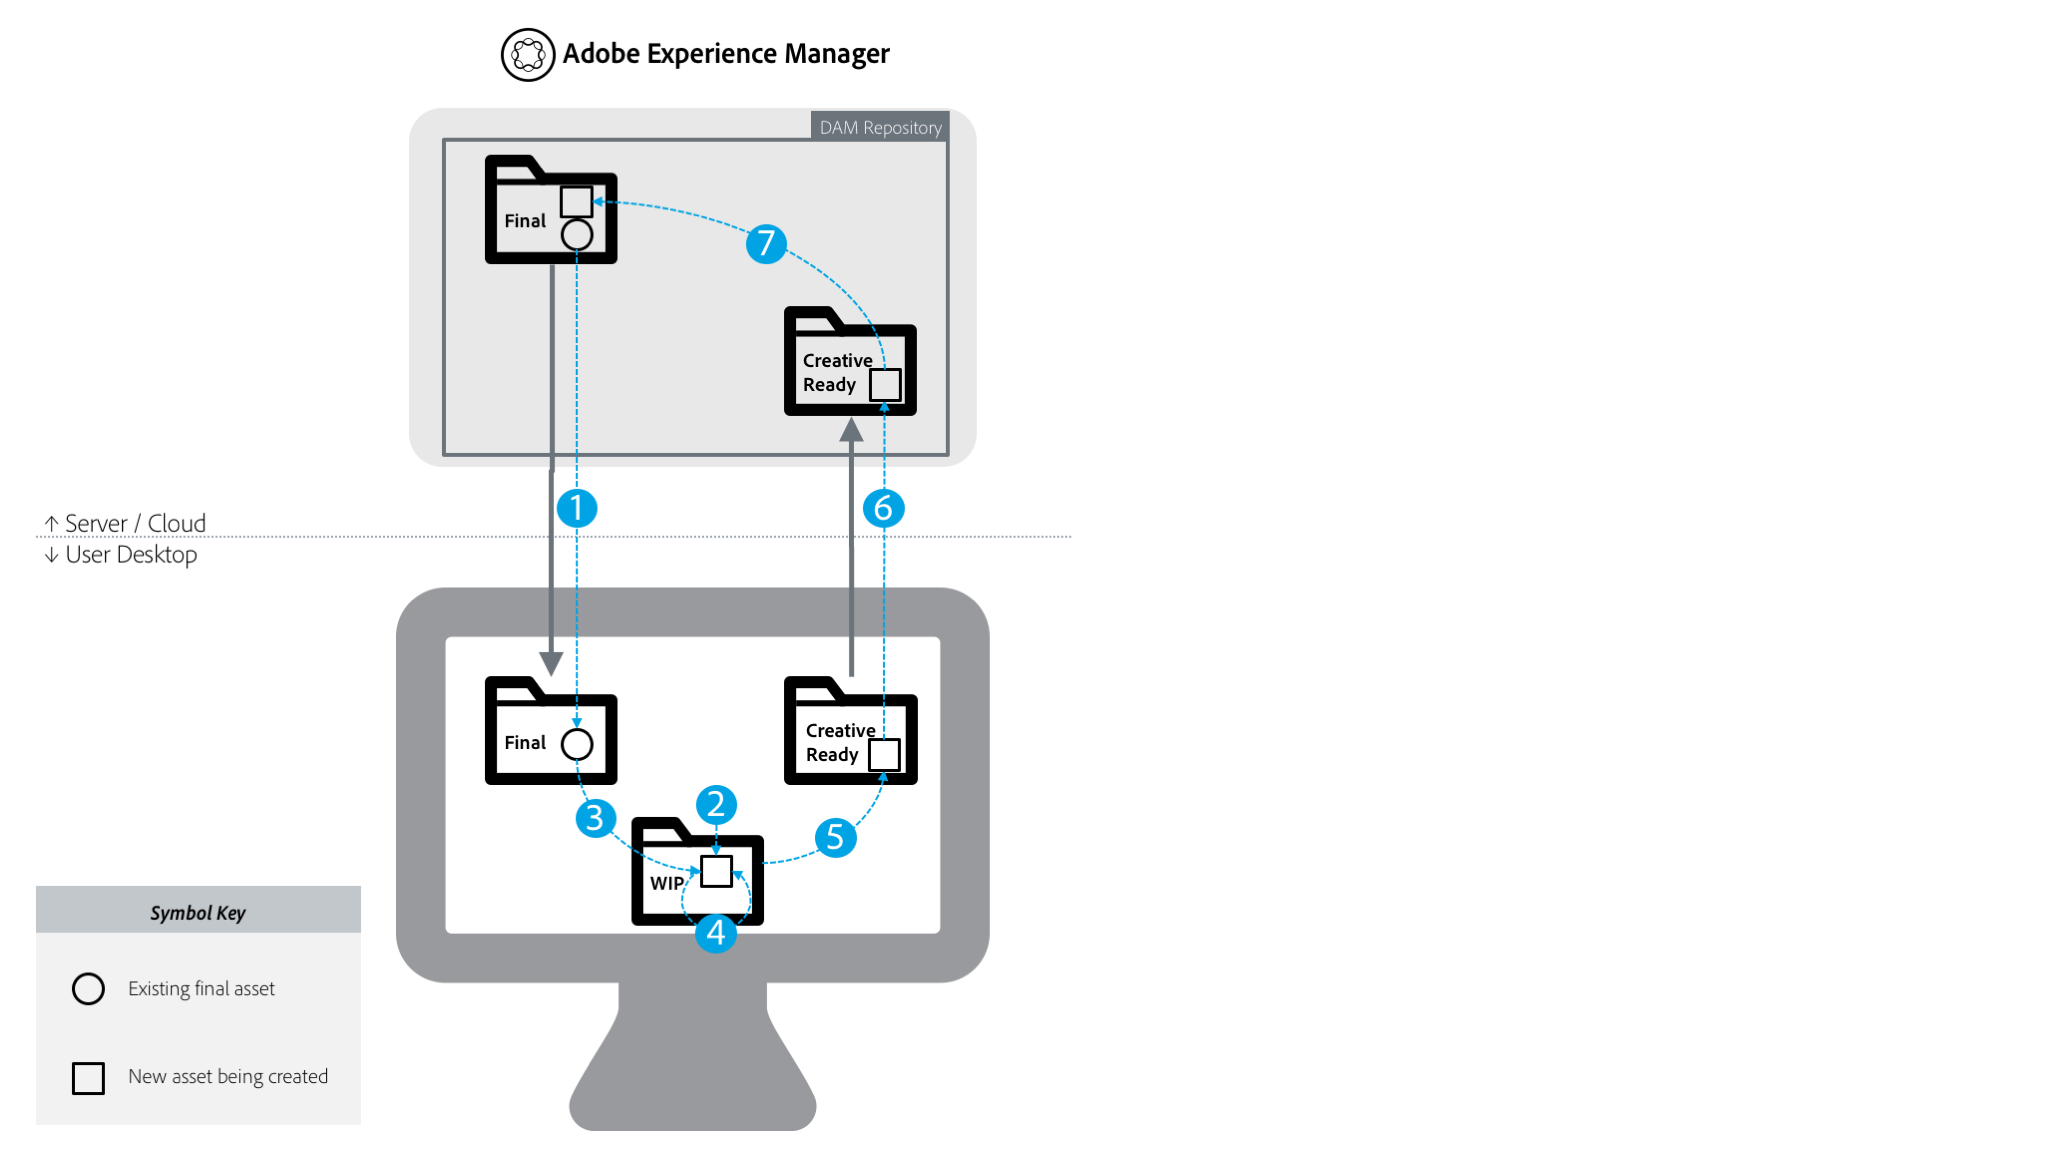 Adobe Experience Manager
DAM Repository
Final
7
Creative
Ready
1
6
↑ Server / Cloud
↓ User Desktop
Final
Creative
Ready
2
3
5
WIP
4
Symbol Key
Existing final asset
New asset being created